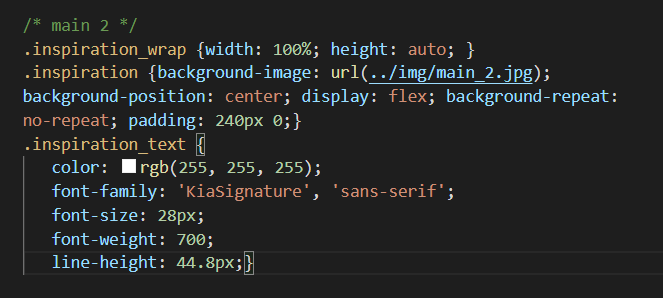 /* main 2 */
.inspiration_wrap {width: 100%; height: auto; }
.inspiration {background-image: url(../img/main_2.jpg);
background-position: center; display: flex; background-repeat:
no-repeat; padding: 240px 0;}
.inspiration_text {
color: rgb(255, 255, 255);
font-family: 'KiaSignature', 'sans-serif';
font-size: 28px;
font-weight: 700;
line-height: 44.8px;}